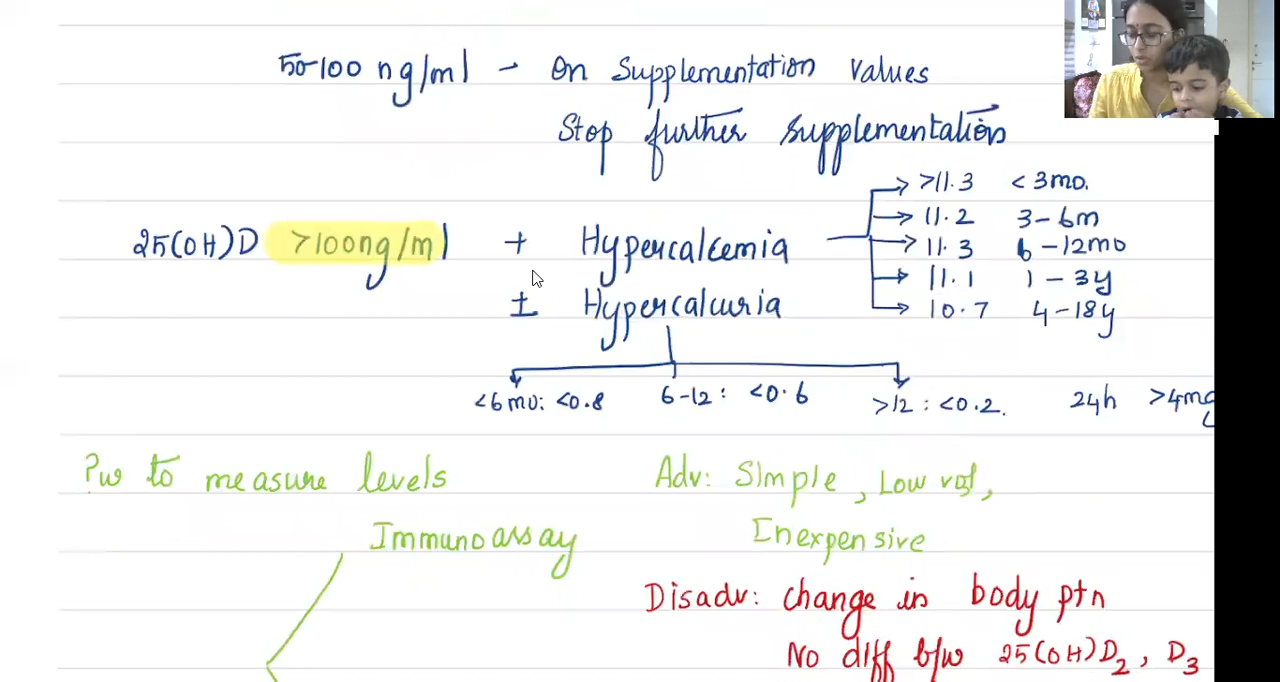 50-100 ng/ml - On Supplementation values
Stop further supplementation
25(OH)D >100ng/ml + Hypercalcemia
± Hypercalcuria
>11.3 <3mo.
11.2 3-6m
11.3 6-12mo
11.1 1-3y
10.7 4-18y
<6mo: <0.8 6-12: <0.6 >12: <0.2. 24h >4mg
to measure levels
Immunoassay
Adv: Simple, Low vol,
Inexpensive
Disadv: change in body ptn
No diff b/w 25(OH)D2, D3